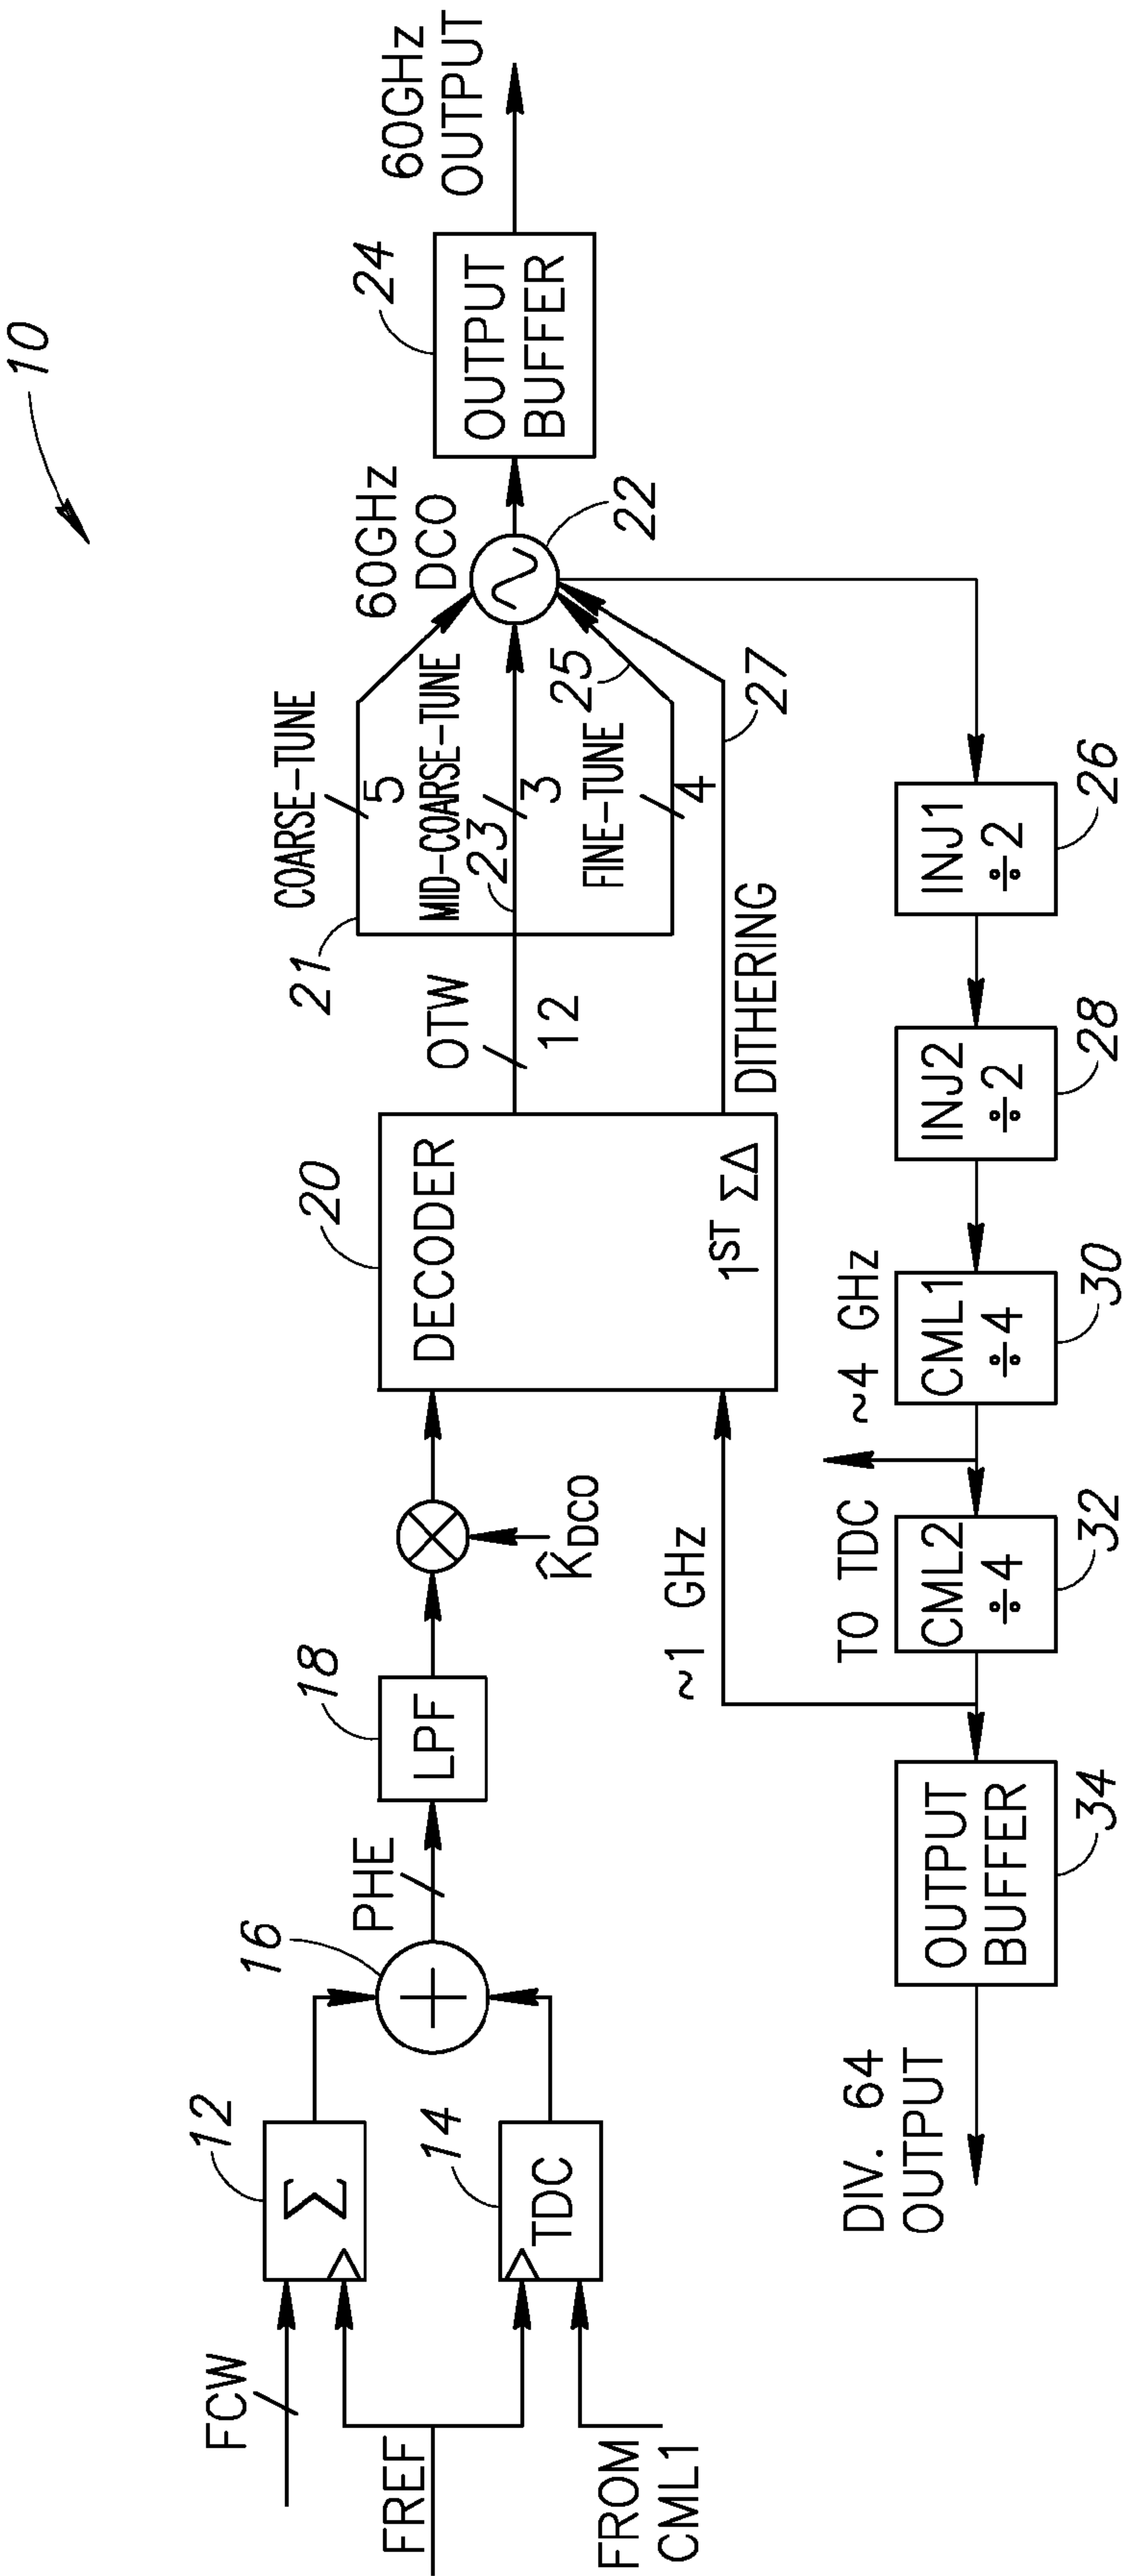 10
FCW
FREF
FROM
CML1
12
Σ
14
TDC
16
PHE
18
LPF
K̂DCO
20
DECODER
1ST ΣΔ
OTW
12
21
COARSE-TUNE
5
MID-COARSE-TUNE
23
3
FINE-TUNE
25
4
DITHERING
27
60GHz
DCO
22
24
OUTPUT
BUFFER
60GHz
OUTPUT
~1 GHz
TO TDC
~4 GHz
INJ1
÷2
26
INJ2
÷2
28
CML1
÷4
30
CML2
÷4
32
OUTPUT
BUFFER
34
DIV. 64
OUTPUT